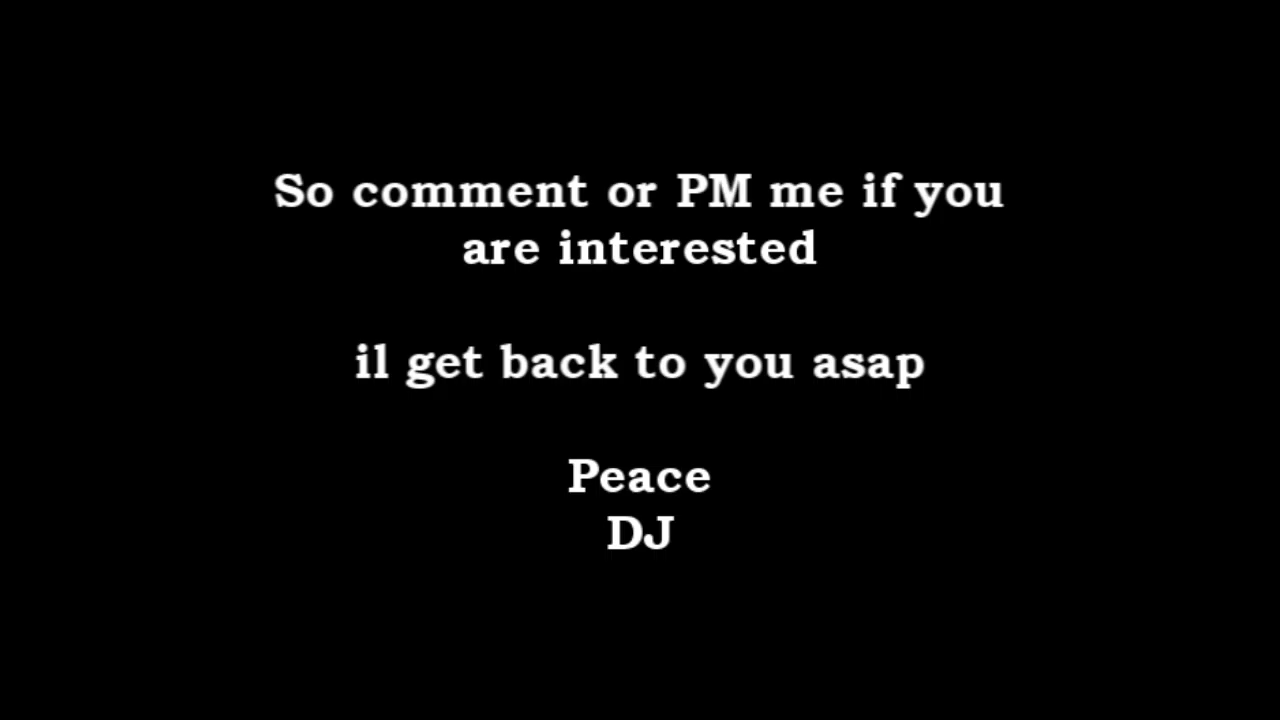 So comment or PM me if you
are interested
il get back to you asap
Peace
DJ